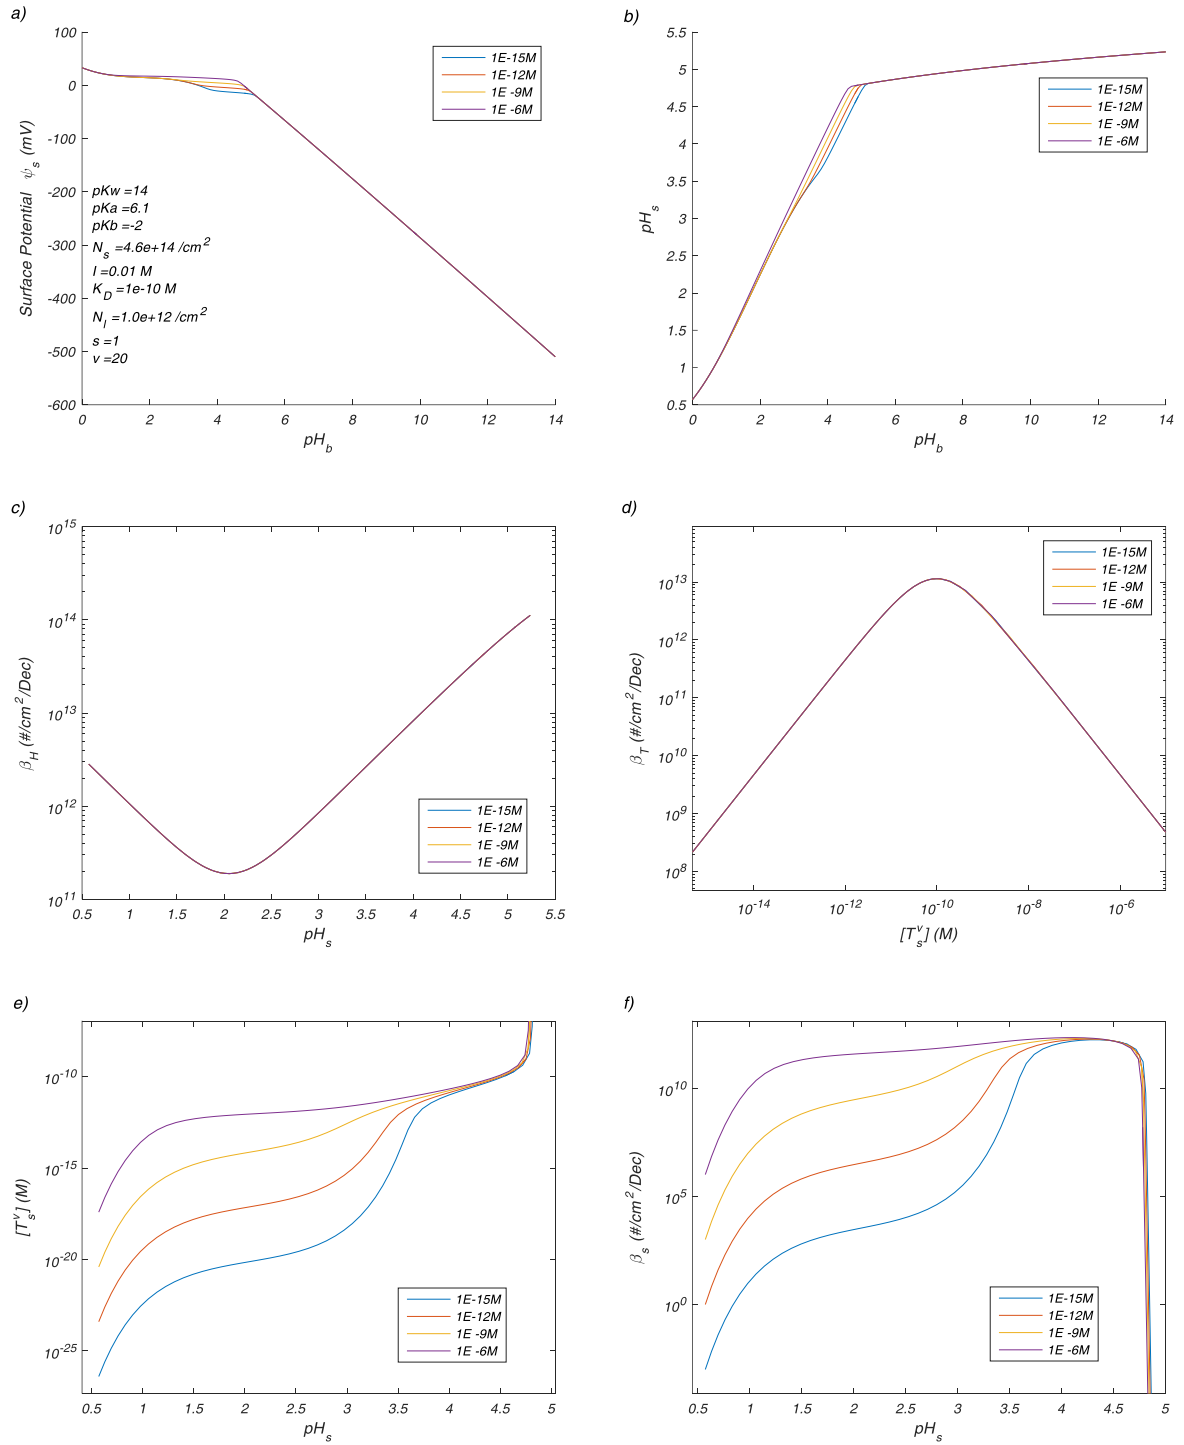 a)
100
0
-100
-200
-300
-400
-500
-600
Surface Potential ψs (mV)
1E-15M
1E-12M
1E -9M
1E -6M
pKw =14
pKa =6.1
pKb =-2
Ns =4.6e+14 /cm2
I =0.01 M
KD =1e-10 M
Nl =1.0e+12 /cm2
s =1
v =20
0 2 4 6 8 10 12 14
pHb
b)
5.5
5
4.5
4
3.5
3
2.5
2
1.5
1
0.5
pHs
1E-15M
1E-12M
1E -9M
1E -6M
0 2 4 6 8 10 12 14
pHb
c)
10^15
10^14
10^13
10^12
10^11
βH (#/cm2/Dec)
1E-15M
1E-12M
1E -9M
1E -6M
0.5 1 1.5 2 2.5 3 3.5 4 4.5 5 5.5
pHs
d)
10^13
10^12
10^11
10^10
10^9
10^8
βT (#/cm2/Dec)
1E-15M
1E-12M
1E -9M
1E -6M
10^-14 10^-12 10^-10 10^-8 10^-6
[Tsv] (M)
e)
10^-10
10^-15
10^-20
10^-25
[Tsv] (M)
1E-15M
1E-12M
1E -9M
1E -6M
0.5 1 1.5 2 2.5 3 3.5 4 4.5 5
pHs
f)
10^10
10^5
10^0
βs (#/cm2/Dec)
1E-15M
1E-12M
1E -9M
1E -6M
0.5 1 1.5 2 2.5 3 3.5 4 4.5 5
pHs